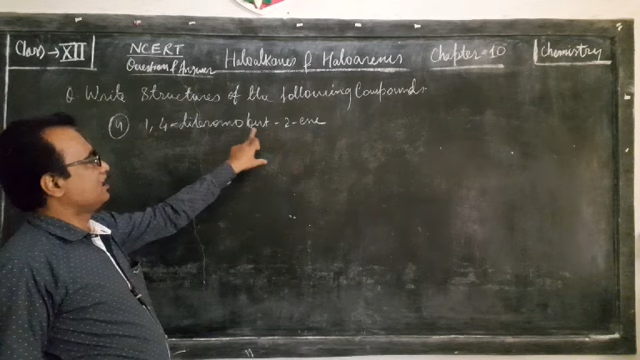 Class → XII
NCERT
Question & Answer
Haloalkanes & Haloarenes
Chapter = 10
Chemistry
Q Write Structures of the following Compounds.
(4) 1, 4-dibromobut-2-ene